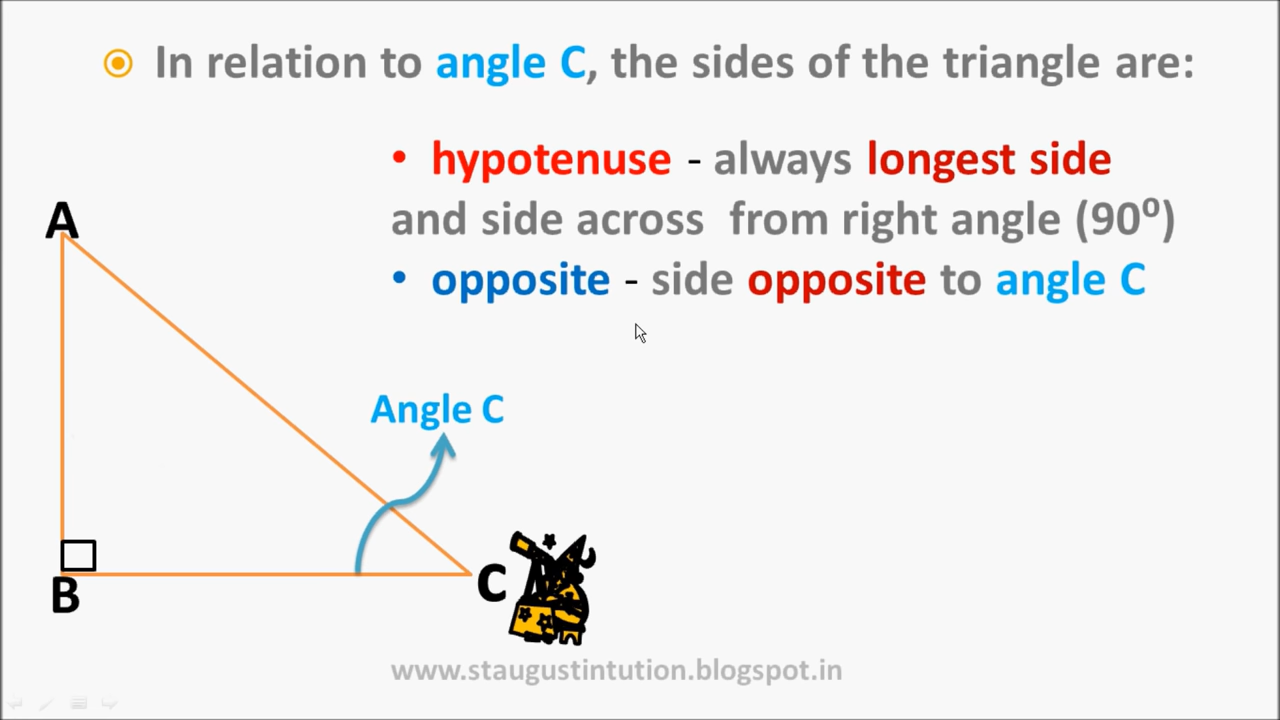 In relation to angle C, the sides of the triangle are:
• hypotenuse - always longest side
and side across from right angle (90⁰)
• opposite - side opposite to angle C
A
Angle C
B
C
www.staugustintution.blogspot.in